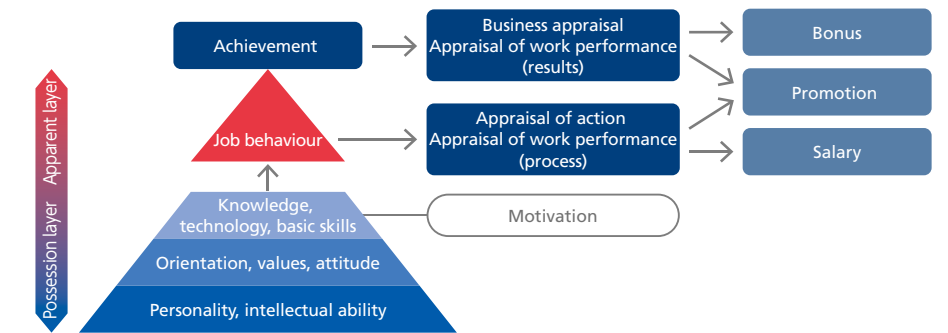 Achievement
Business appraisal
Appraisal of work performance
(results)
Bonus
Promotion
Salary
Apparent layer
Job behaviour
Appraisal of action
Appraisal of work performance
(process)
Possession layer
Knowledge,
technology, basic skills
Motivation
Orientation, values, attitude
Personality, intellectual ability